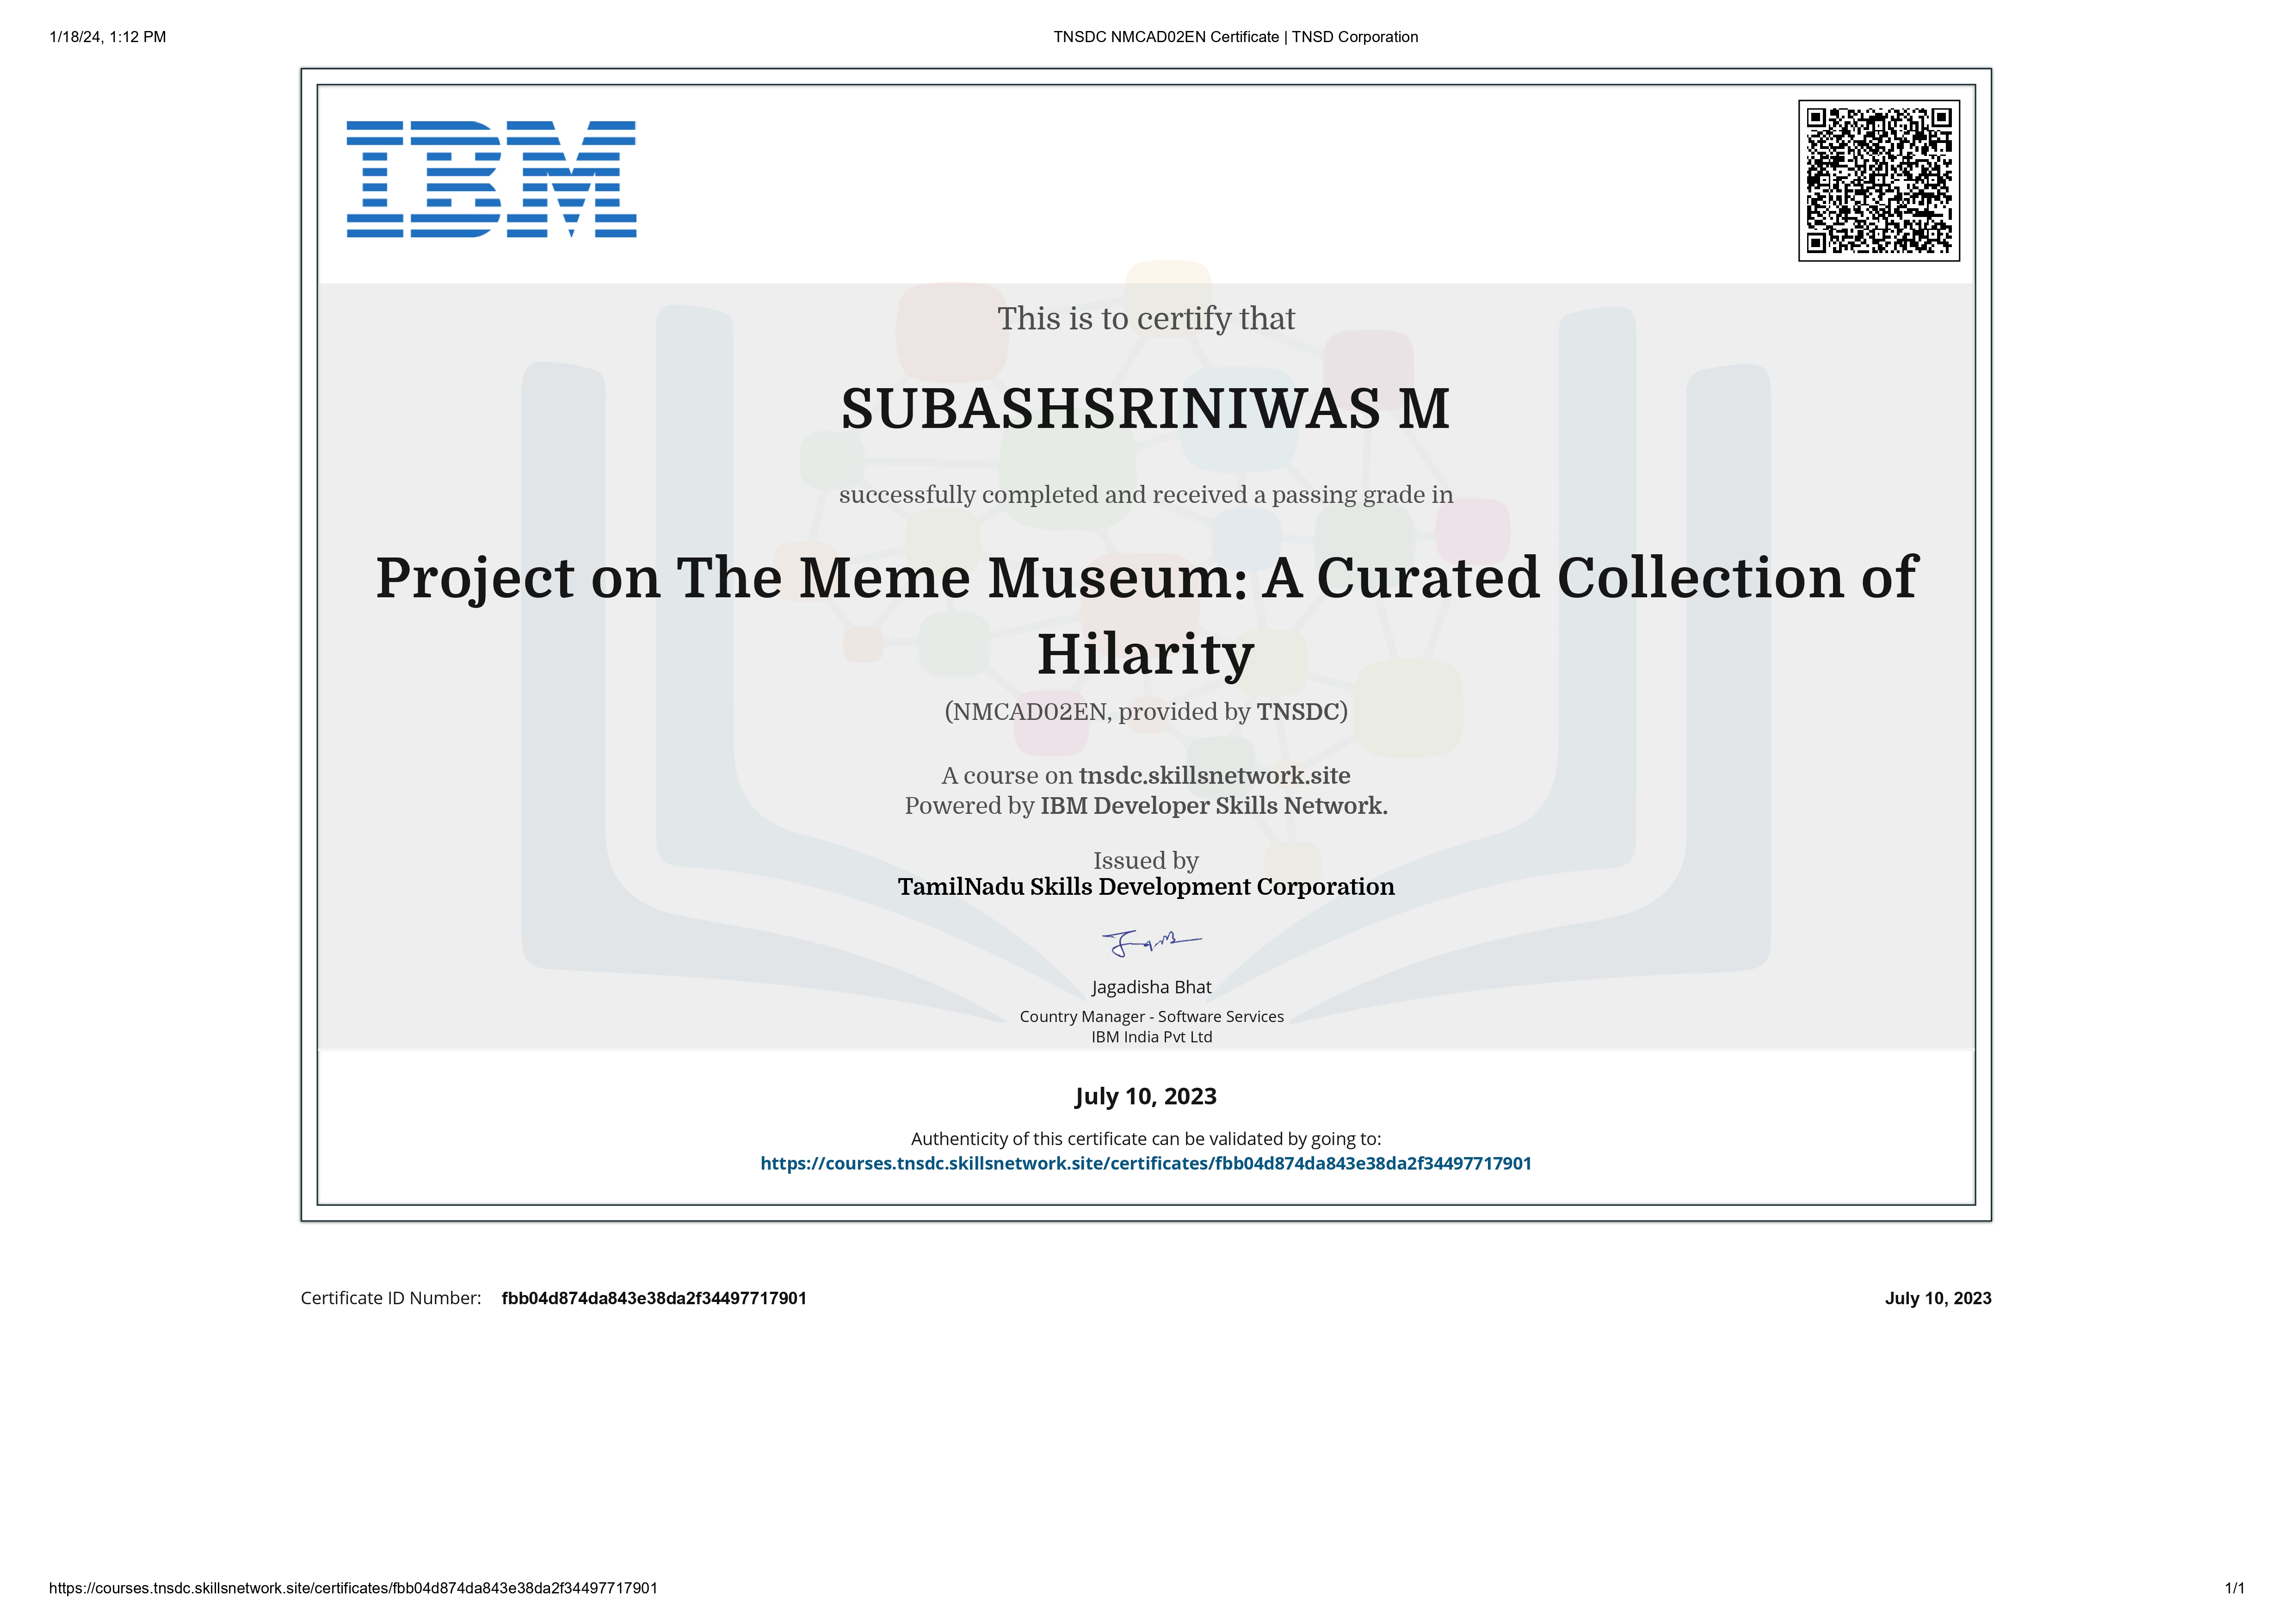 1/18/24, 1:12 PM
TNSDC NMCAD02EN Certificate | TNSD Corporation
IBM
This is to certify that
SUBASHSRINIWAS M
successfully completed and received a passing grade in
Project on The Meme Museum: A Curated Collection of
Hilarity
(NMCAD02EN, provided by TNSDC)
A course on tnsdc.skillsnetwork.site
Powered by IBM Developer Skills Network.
Issued by
TamilNadu Skills Development Corporation
Jagadisha Bhat
Country Manager - Software Services
IBM India Pvt Ltd
July 10, 2023
Authenticity of this certificate can be validated by going to:
https://courses.tnsdc.skillsnetwork.site/certificates/fbb04d874da843e38da2f34497717901
Certificate ID Number: fbb04d874da843e38da2f34497717901
July 10, 2023
https://courses.tnsdc.skillsnetwork.site/certificates/fbb04d874da843e38da2f34497717901
1/1